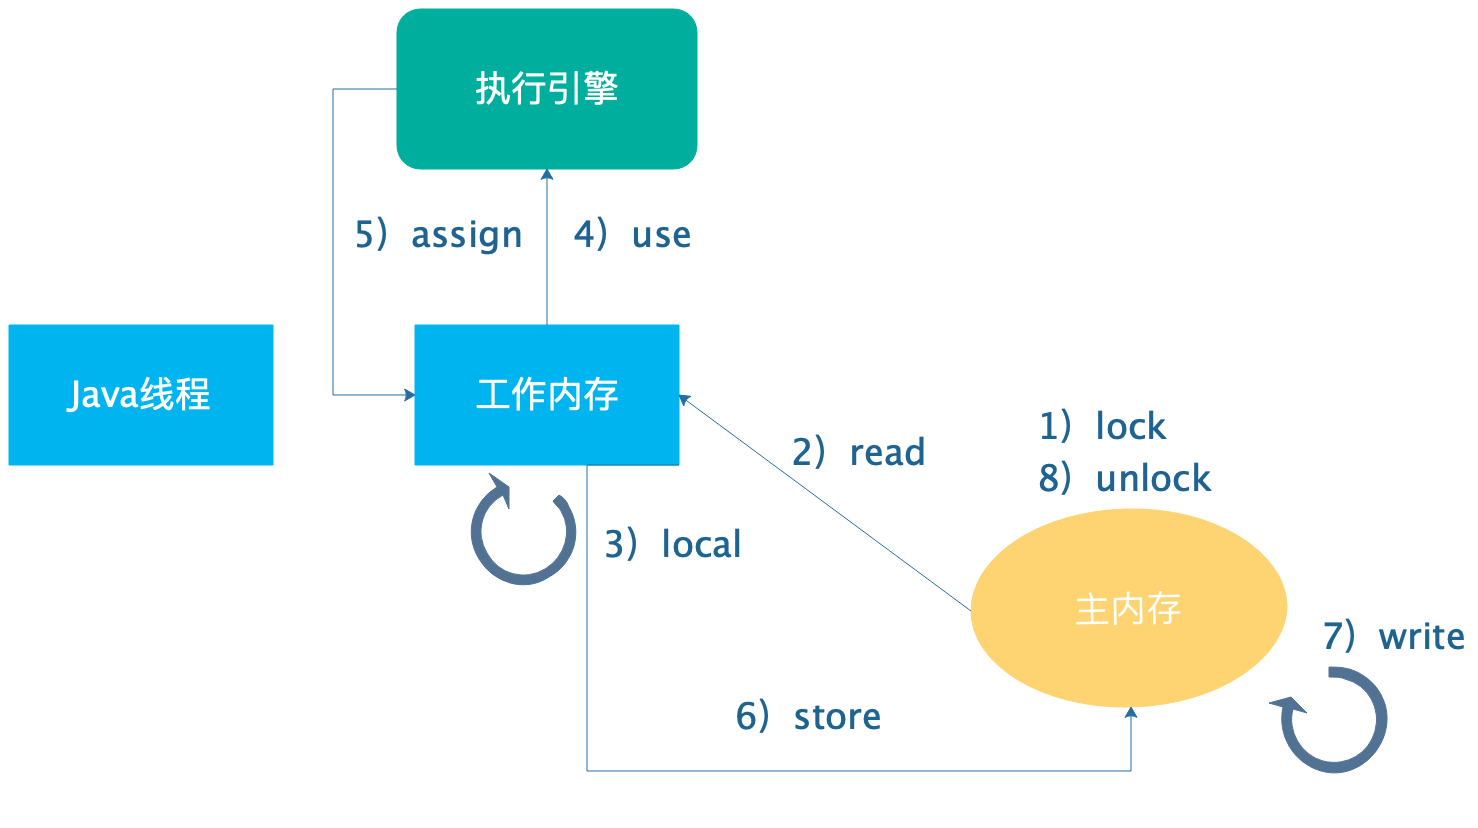 执行引擎
5）assign
4）use
Java线程
工作内存
2）read
1）lock
8）unlock
3）local
主内存
7）write
6）store